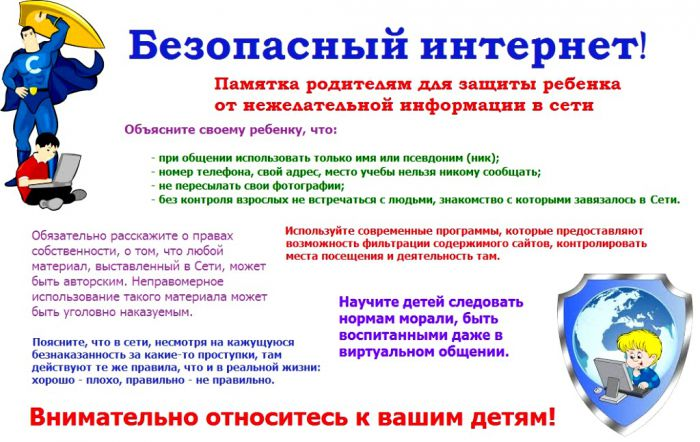 Безопасный интернет!
Памятка родителям для защиты ребенка
от нежелательной информации в сети
Объясните своему ребенку, что:
- при общении использовать только имя или псевдоним (ник);
- номер телефона, свой адрес, место учебы нельзя никому сообщать;
- не пересылать свои фотографии;
- без контроля взрослых не встречаться с людьми, знакомство с которыми завязалось в Сети.
Обязательно расскажите о правах
собственности, о том, что любой
материал, выставленный в Сети, может
быть авторским. Неправомерное
использование такого материала может
быть уголовно наказуемым.
Используйте современные программы, которые предоставляют
возможность фильтрации содержимого сайтов, контролировать
места посещения и деятельность там.
Научите детей следовать
нормам морали, быть
воспитанными даже в
виртуальном общении.
Поясните, что в сети, несмотря на кажущуюся
безнаказанность за какие-то проступки, там
действуют те же правила, что и в реальной жизни:
хорошо - плохо, правильно - не правильно.
Внимательно относитесь к вашим детям!
C